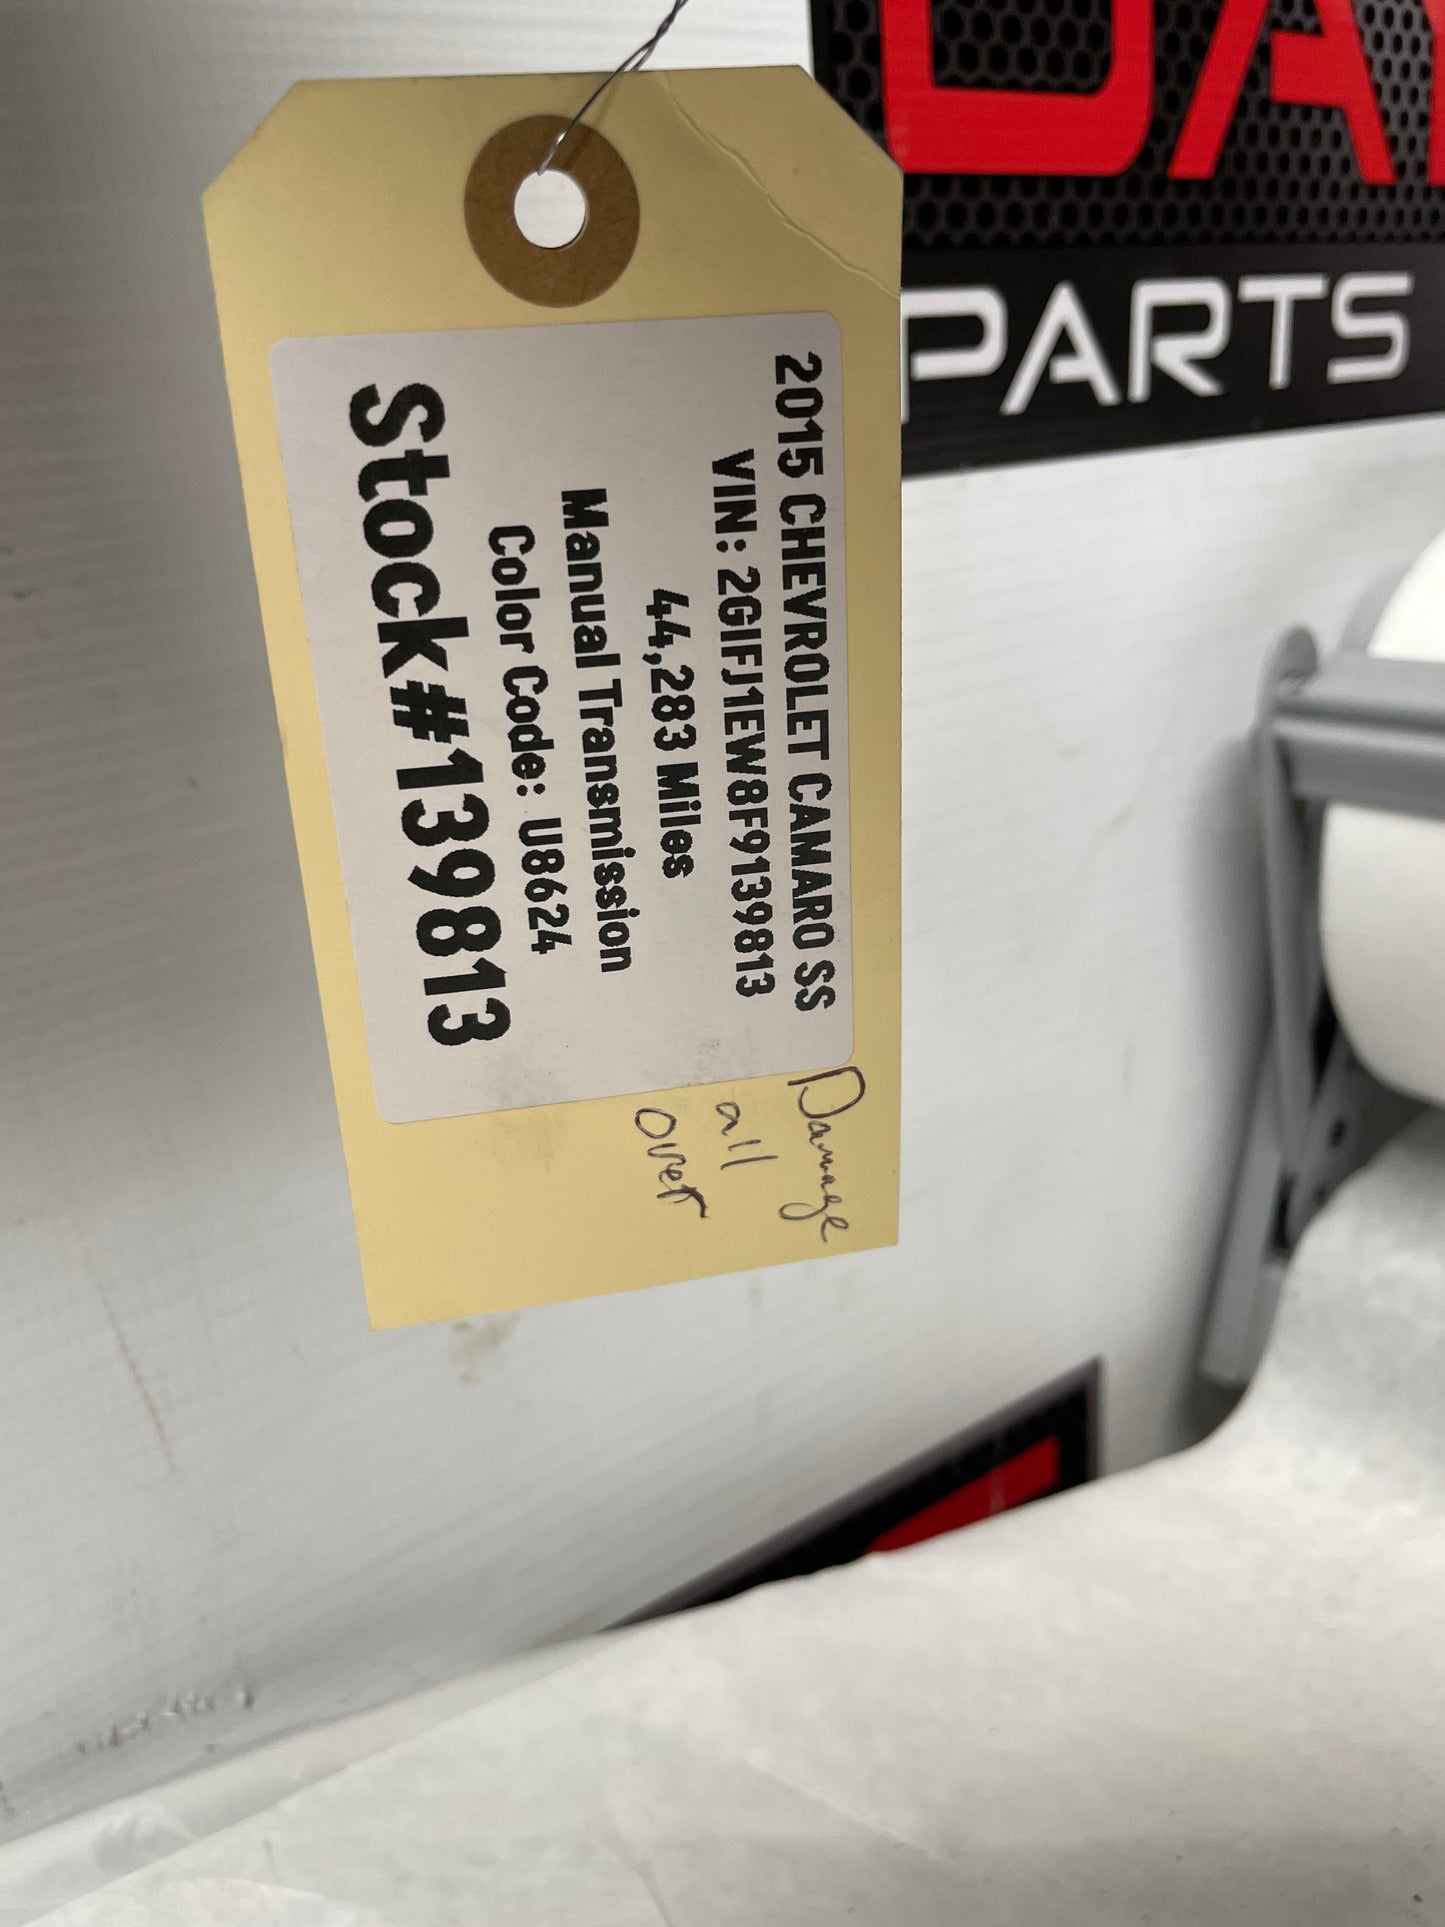 2015 CHEVROLET CAMARO SS
VIN: 2G1FJ1EW8F9139813
44,283 Miles
Manual Transmission
Color Code: U8624
Stock#139813
Damage
all
over
PARTS